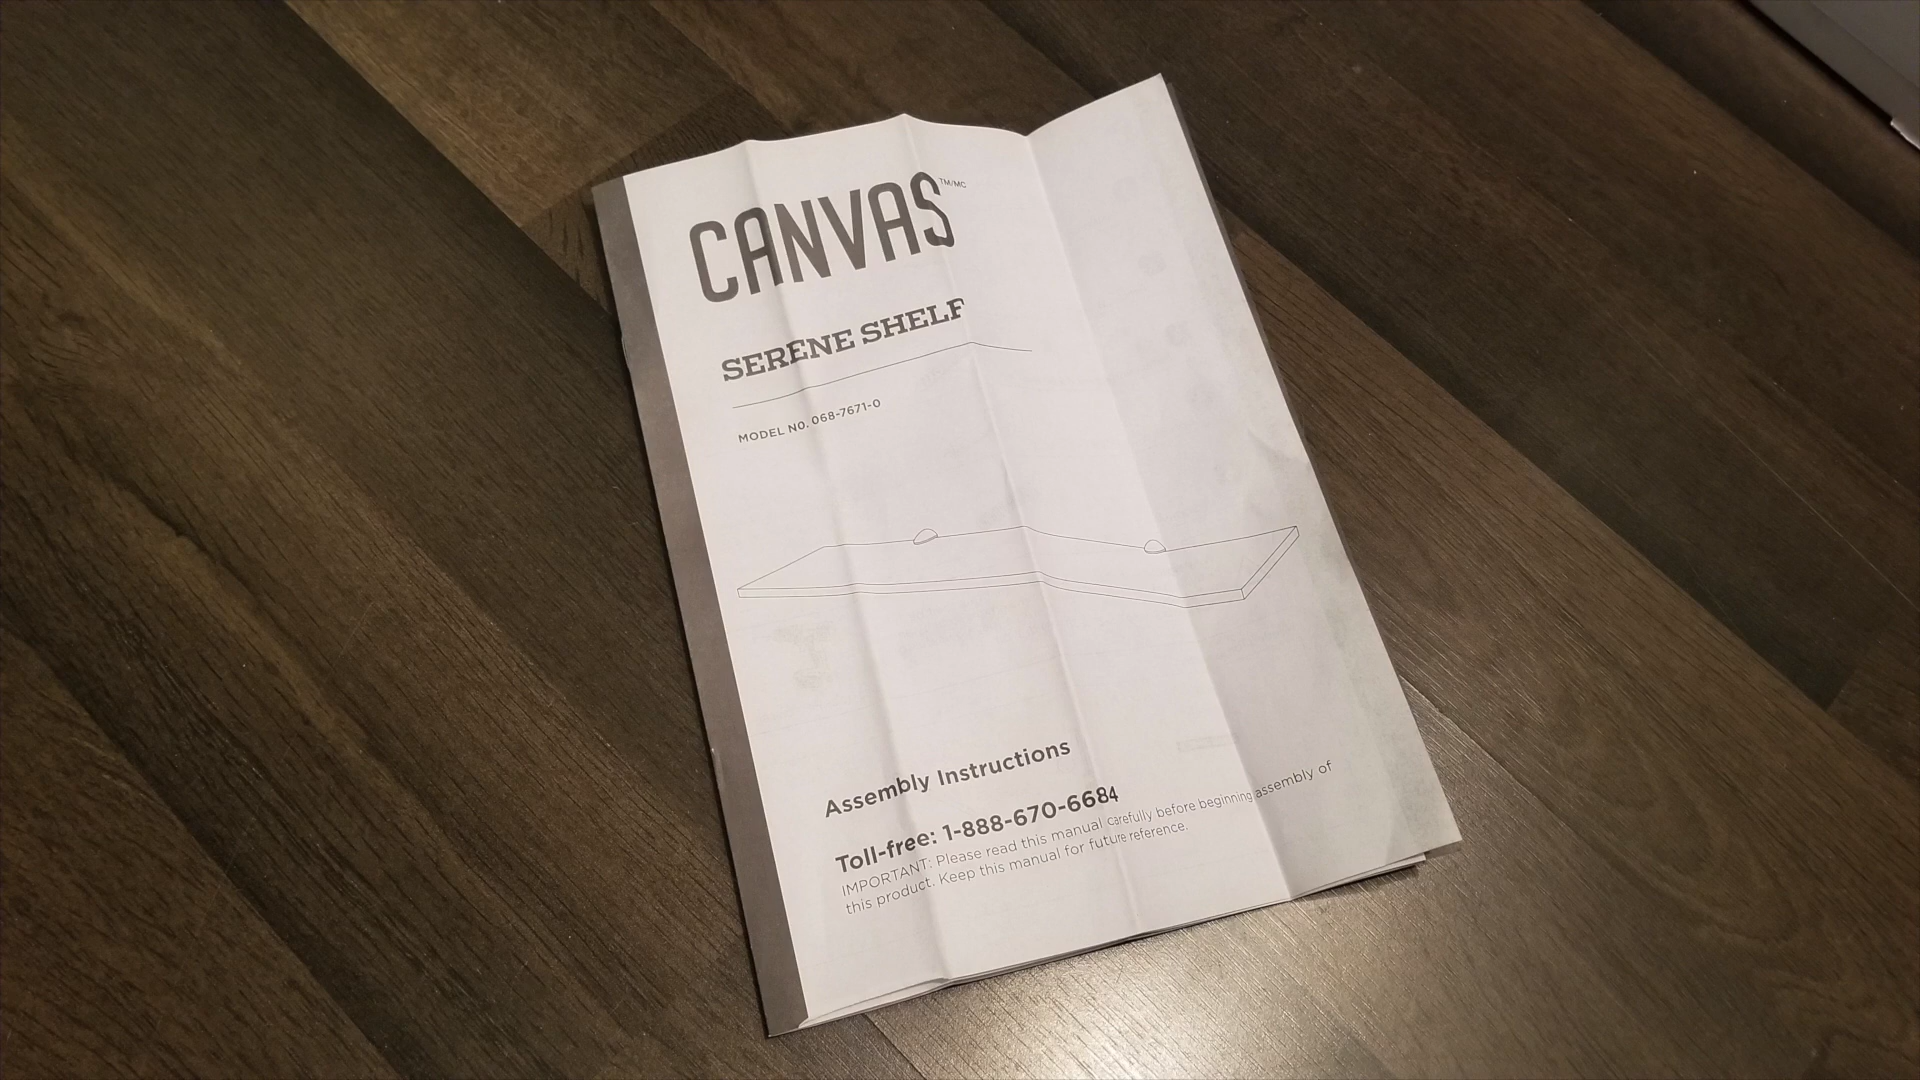 CANVAS™/MC
SERENE SHELF
MODEL NO. 068-7671-0
Assembly Instructions
Toll-free: 1-888-670-6684
IMPORTANT: Please read this manual carefully before beginning assembly of
this product. Keep this manual for future reference.